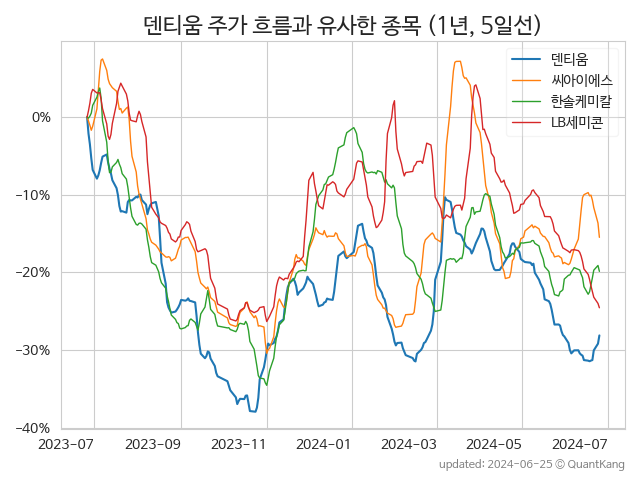 덴티움 주가 흐름과 유사한 종목 (1년, 5일선)
덴티움
씨아이에스
한솔케미칼
LB세미콘
0%
−10%
−20%
−30%
−40%
2023-07 2023-09 2023-11 2024-01 2024-03 2024-05 2024-07
updated: 2024-06-25 © QuantKang